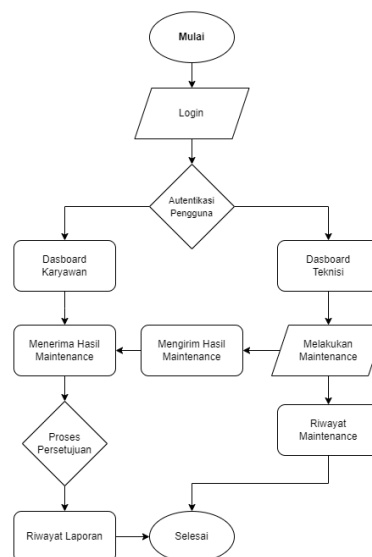 Mulai
Login
Autentikasi
Pengguna
Dasboard
Karyawan
Dasboard
Teknisi
Menerima Hasil
Maintenance
Mengirim Hasil
Maintenance
Melakukan
Maintenance
Proses
Persetujuan
Riwayat
Maintenance
Riwayat Laporan
Selesai